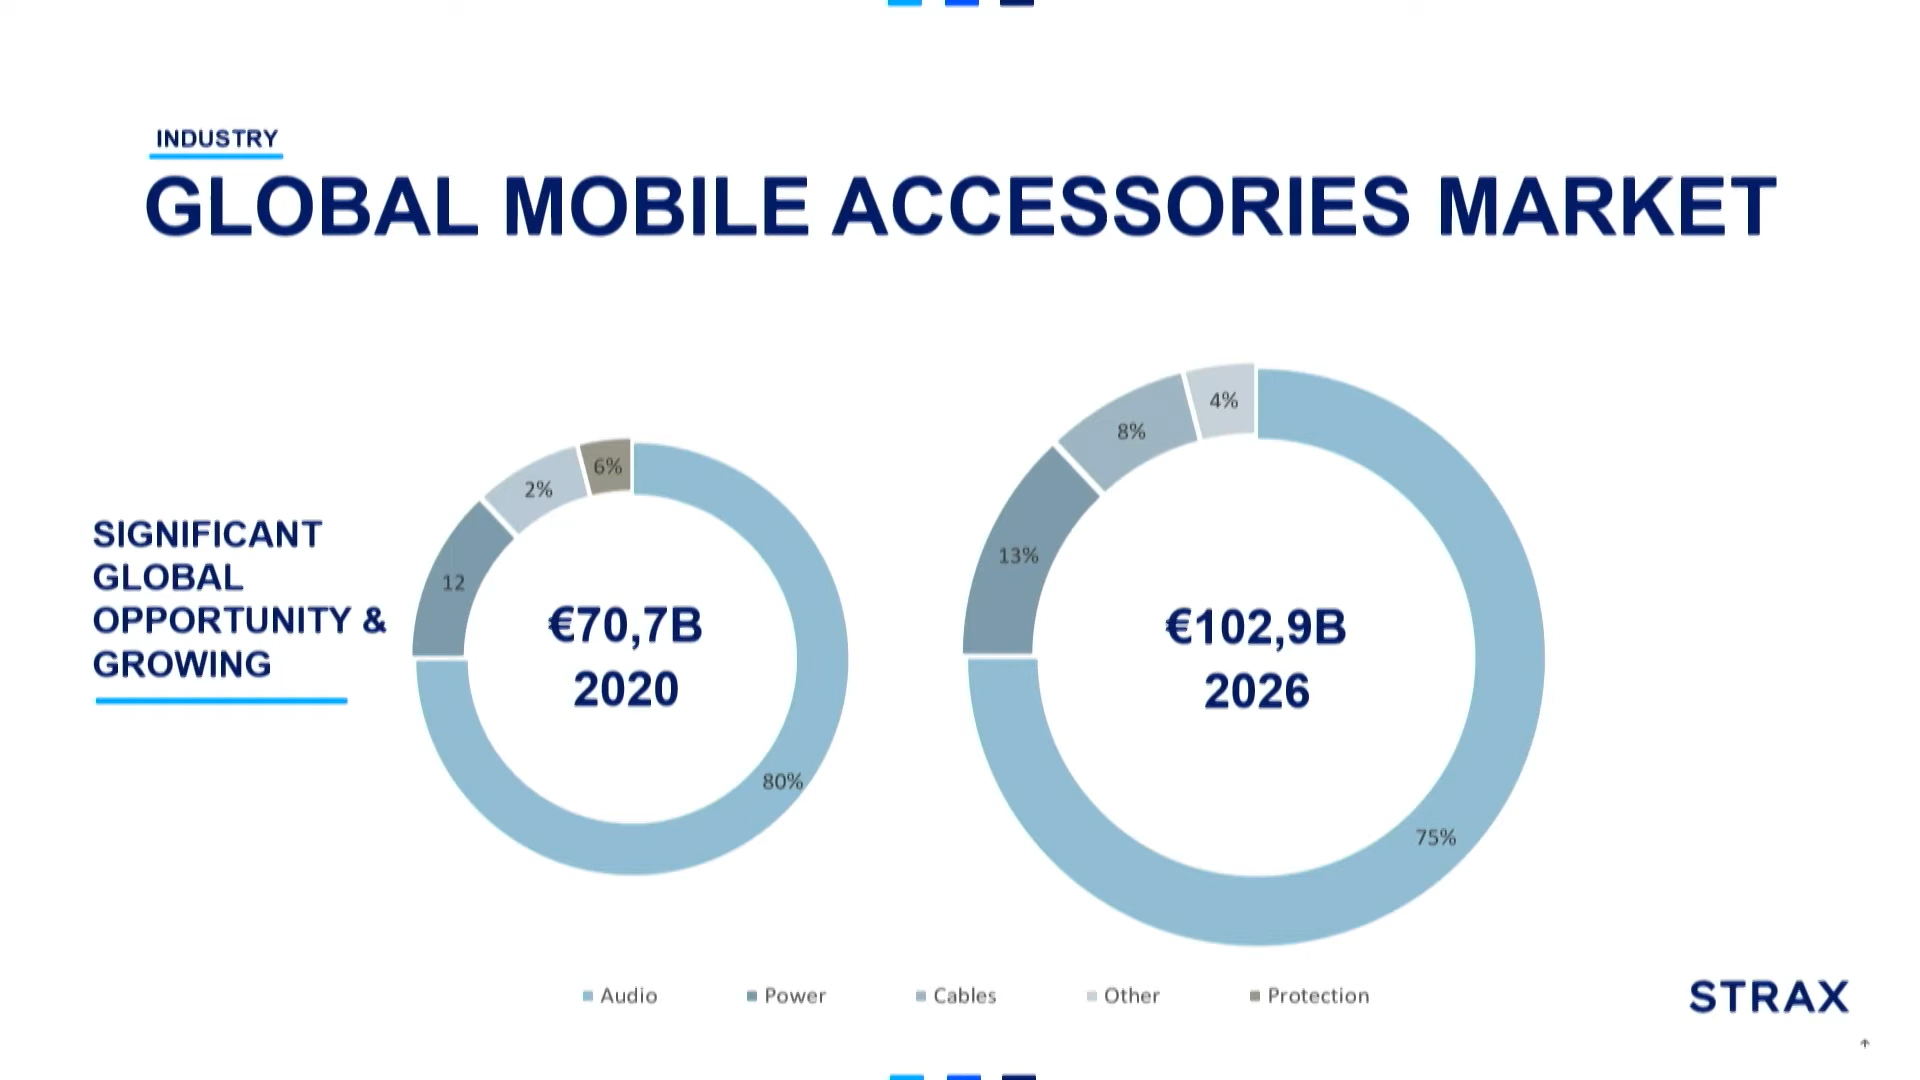 INDUSTRY
GLOBAL MOBILE ACCESSORIES MARKET
SIGNIFICANT
GLOBAL
OPPORTUNITY &
GROWING
6%
2%
12
80%
€70,7B
2020
4%
8%
13%
75%
€102,9B
2026
Audio
Power
Cables
Other
Protection
STRAX